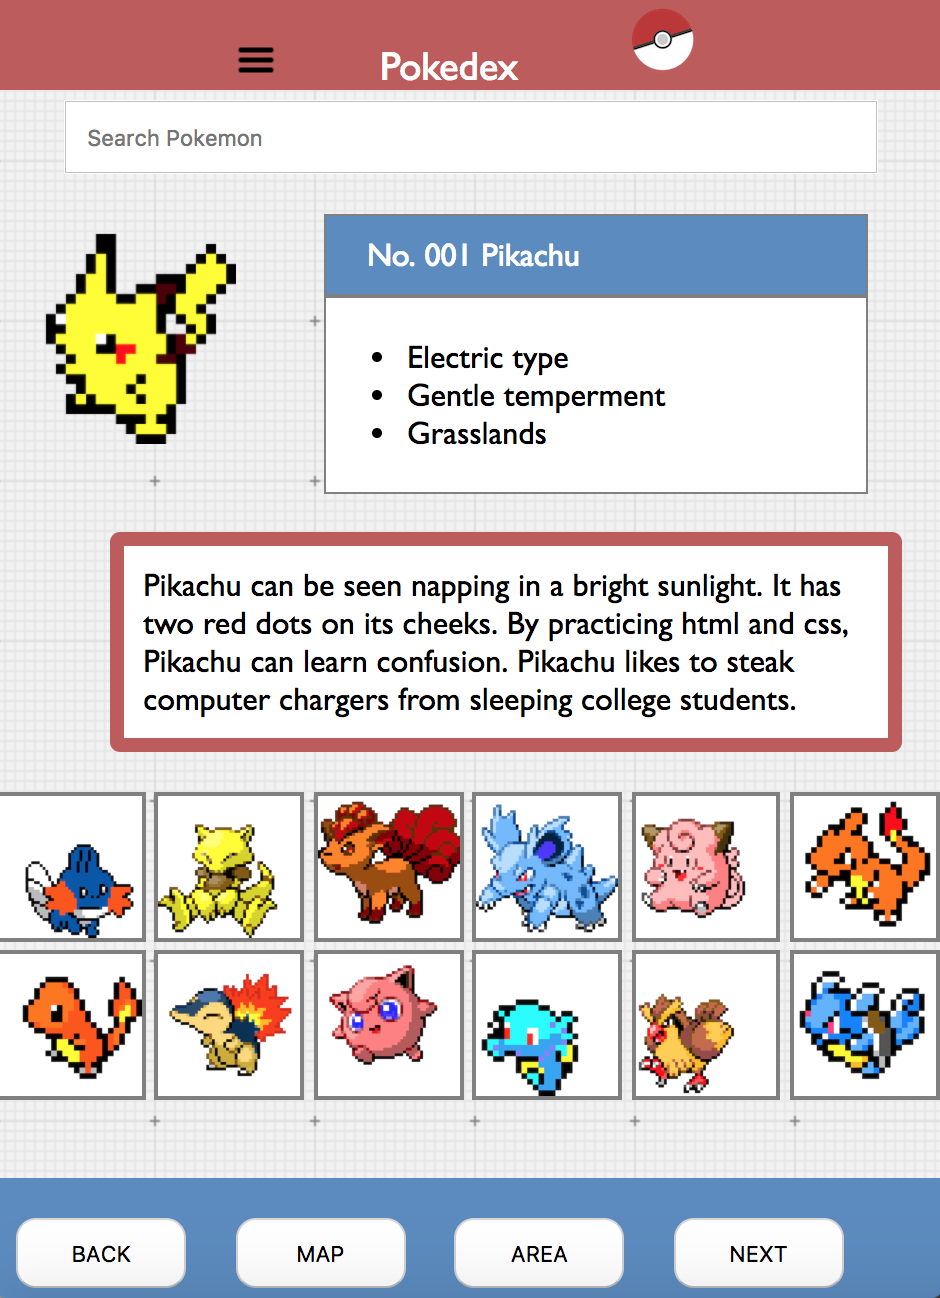 Pokedex
Search Pokemon
No. 001 Pikachu
• Electric type
• Gentle temperment
• Grasslands
Pikachu can be seen napping in a bright sunlight. It has
two red dots on its cheeks. By practicing html and css,
Pikachu can learn confusion. Pikachu likes to steak
computer chargers from sleeping college students.
BACK
MAP
AREA
NEXT